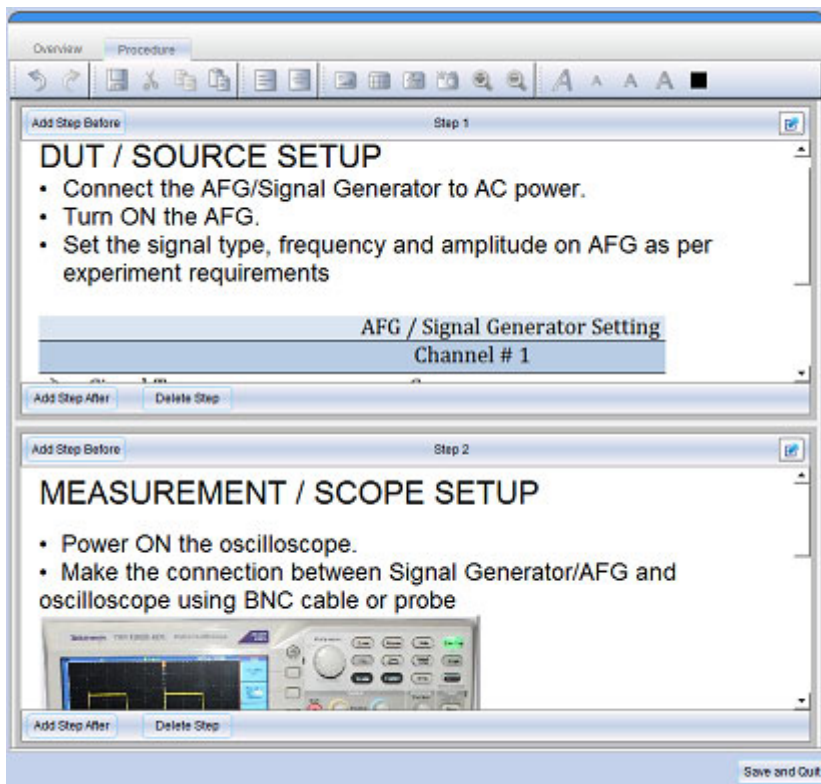 Overview Procedure
A A A A
Add Step Before Step 1
DUT / SOURCE SETUP
• Connect the AFG/Signal Generator to AC power.
• Turn ON the AFG.
• Set the signal type, frequency and amplitude on AFG as per
experiment requirements
AFG / Signal Generator Setting
Channel # 1
Add Step After Delete Step
Add Step Before Step 2
MEASUREMENT / SCOPE SETUP
• Power ON the oscilloscope.
• Make the connection between Signal Generator/AFG and
oscilloscope using BNC cable or probe
Tektronix
Add Step After Delete Step
Save and Quit